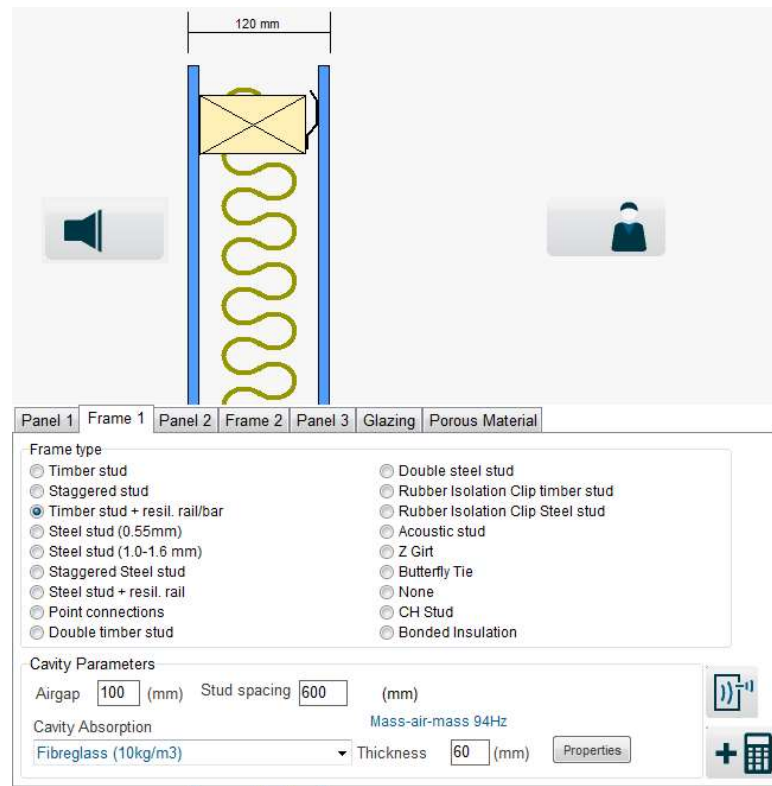 120 mm
Panel 1 Frame 1 Panel 2 Frame 2 Panel 3 Glazing Porous Material
Frame type
Timber stud
Staggered stud
Timber stud + resil. rail/bar
Steel stud (0.55mm)
Steel stud (1.0-1.6 mm)
Staggered Steel stud
Steel stud + resil. rail
Point connections
Double timber stud
Double steel stud
Rubber Isolation Clip timber stud
Rubber Isolation Clip Steel stud
Acoustic stud
Z Girt
Butterfly Tie
None
CH Stud
Bonded Insulation
Cavity Parameters
Airgap 100 (mm) Stud spacing 600 (mm)
Mass-air-mass 94Hz
Cavity Absorption
Fibreglass (10kg/m3) Thickness 60 (mm) Properties